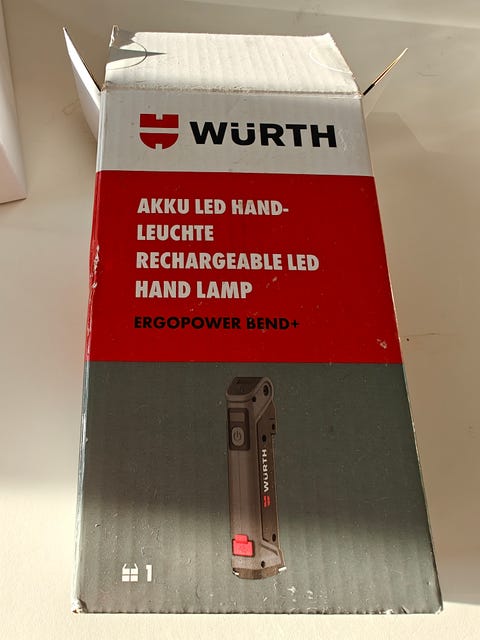 WÜRTH
AKKU LED HAND-
LEUCHTE
RECHARGEABLE LED
HAND LAMP
ERGOPOWER BEND+
WÜRTH
1